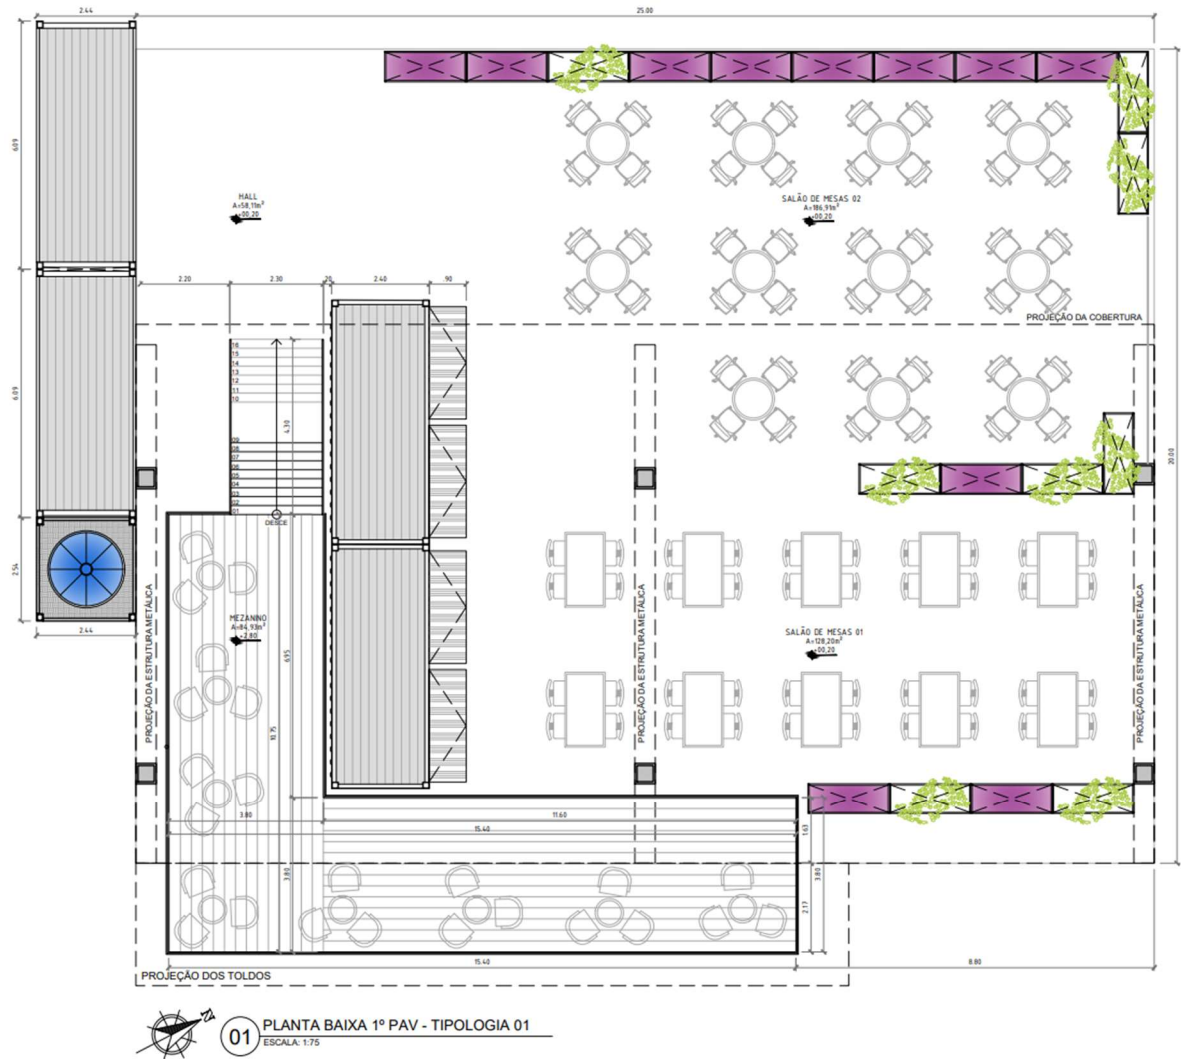 2.44
25.00
6.09
HALL
A=58,11m²
+00,20
SALÃO DE MESAS 02
A=186,91m²
+00,20
2.20
2.30
.20
2.40
.90
PROJEÇÃO DA COBERTURA
16
15
14
13
12
11
10
4.30
6.09
09
08
07
06
05
04
03
02
01
DESCE
20.00
2.54
MEZANINO
A=84,93m²
+2,80
SALÃO DE MESAS 01
A=128,20m²
+00,20
2.44
PROJEÇÃO DA ESTRUTURA METÁLICA
PROJEÇÃO DA ESTRUTURA METÁLICA
PROJEÇÃO DA ESTRUTURA METÁLICA
6.95
10.75
3.80
11.60
15.40
1.63
3.80
3.80
2.17
15.40
8.80
PROJEÇÃO DOS TOLDOS
N
01
PLANTA BAIXA 1º PAV - TIPOLOGIA 01
ESCALA: 1:75